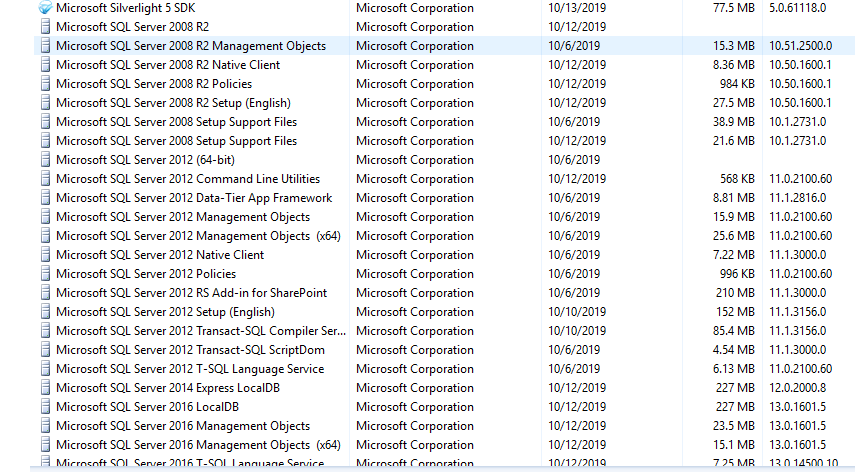 Microsoft Silverlight 5 SDK Microsoft Corporation 10/13/2019 77.5 MB 5.0.61118.0
Microsoft SQL Server 2008 R2 Microsoft Corporation 10/12/2019
Microsoft SQL Server 2008 R2 Management Objects Microsoft Corporation 10/6/2019 15.3 MB 10.51.2500.0
Microsoft SQL Server 2008 R2 Native Client Microsoft Corporation 10/12/2019 8.36 MB 10.50.1600.1
Microsoft SQL Server 2008 R2 Policies Microsoft Corporation 10/12/2019 984 KB 10.50.1600.1
Microsoft SQL Server 2008 R2 Setup (English) Microsoft Corporation 10/12/2019 27.5 MB 10.50.1600.1
Microsoft SQL Server 2008 Setup Support Files Microsoft Corporation 10/6/2019 38.9 MB 10.1.2731.0
Microsoft SQL Server 2008 Setup Support Files Microsoft Corporation 10/12/2019 21.6 MB 10.1.2731.0
Microsoft SQL Server 2012 (64-bit) Microsoft Corporation 10/6/2019
Microsoft SQL Server 2012 Command Line Utilities Microsoft Corporation 10/12/2019 568 KB 11.0.2100.60
Microsoft SQL Server 2012 Data-Tier App Framework Microsoft Corporation 10/6/2019 8.81 MB 11.1.2816.0
Microsoft SQL Server 2012 Management Objects Microsoft Corporation 10/6/2019 15.9 MB 11.0.2100.60
Microsoft SQL Server 2012 Management Objects (x64) Microsoft Corporation 10/6/2019 25.6 MB 11.0.2100.60
Microsoft SQL Server 2012 Native Client Microsoft Corporation 10/6/2019 7.22 MB 11.1.3000.0
Microsoft SQL Server 2012 Policies Microsoft Corporation 10/6/2019 996 KB 11.0.2100.60
Microsoft SQL Server 2012 RS Add-in for SharePoint Microsoft Corporation 10/6/2019 210 MB 11.1.3000.0
Microsoft SQL Server 2012 Setup (English) Microsoft Corporation 10/10/2019 152 MB 11.1.3156.0
Microsoft SQL Server 2012 Transact-SQL Compiler Ser... Microsoft Corporation 10/10/2019 85.4 MB 11.1.3156.0
Microsoft SQL Server 2012 Transact-SQL ScriptDom Microsoft Corporation 10/6/2019 4.54 MB 11.1.3000.0
Microsoft SQL Server 2012 T-SQL Language Service Microsoft Corporation 10/6/2019 6.13 MB 11.0.2100.60
Microsoft SQL Server 2014 Express LocalDB Microsoft Corporation 10/12/2019 227 MB 12.0.2000.8
Microsoft SQL Server 2016 LocalDB Microsoft Corporation 10/12/2019 227 MB 13.0.1601.5
Microsoft SQL Server 2016 Management Objects Microsoft Corporation 10/12/2019 23.5 MB 13.0.1601.5
Microsoft SQL Server 2016 Management Objects (x64) Microsoft Corporation 10/12/2019 15.1 MB 13.0.1601.5
Microsoft SQL Server 2016 T-SQL Language Service Microsoft Corporation 10/12/2019 7.25 MB 13.0.14500.10